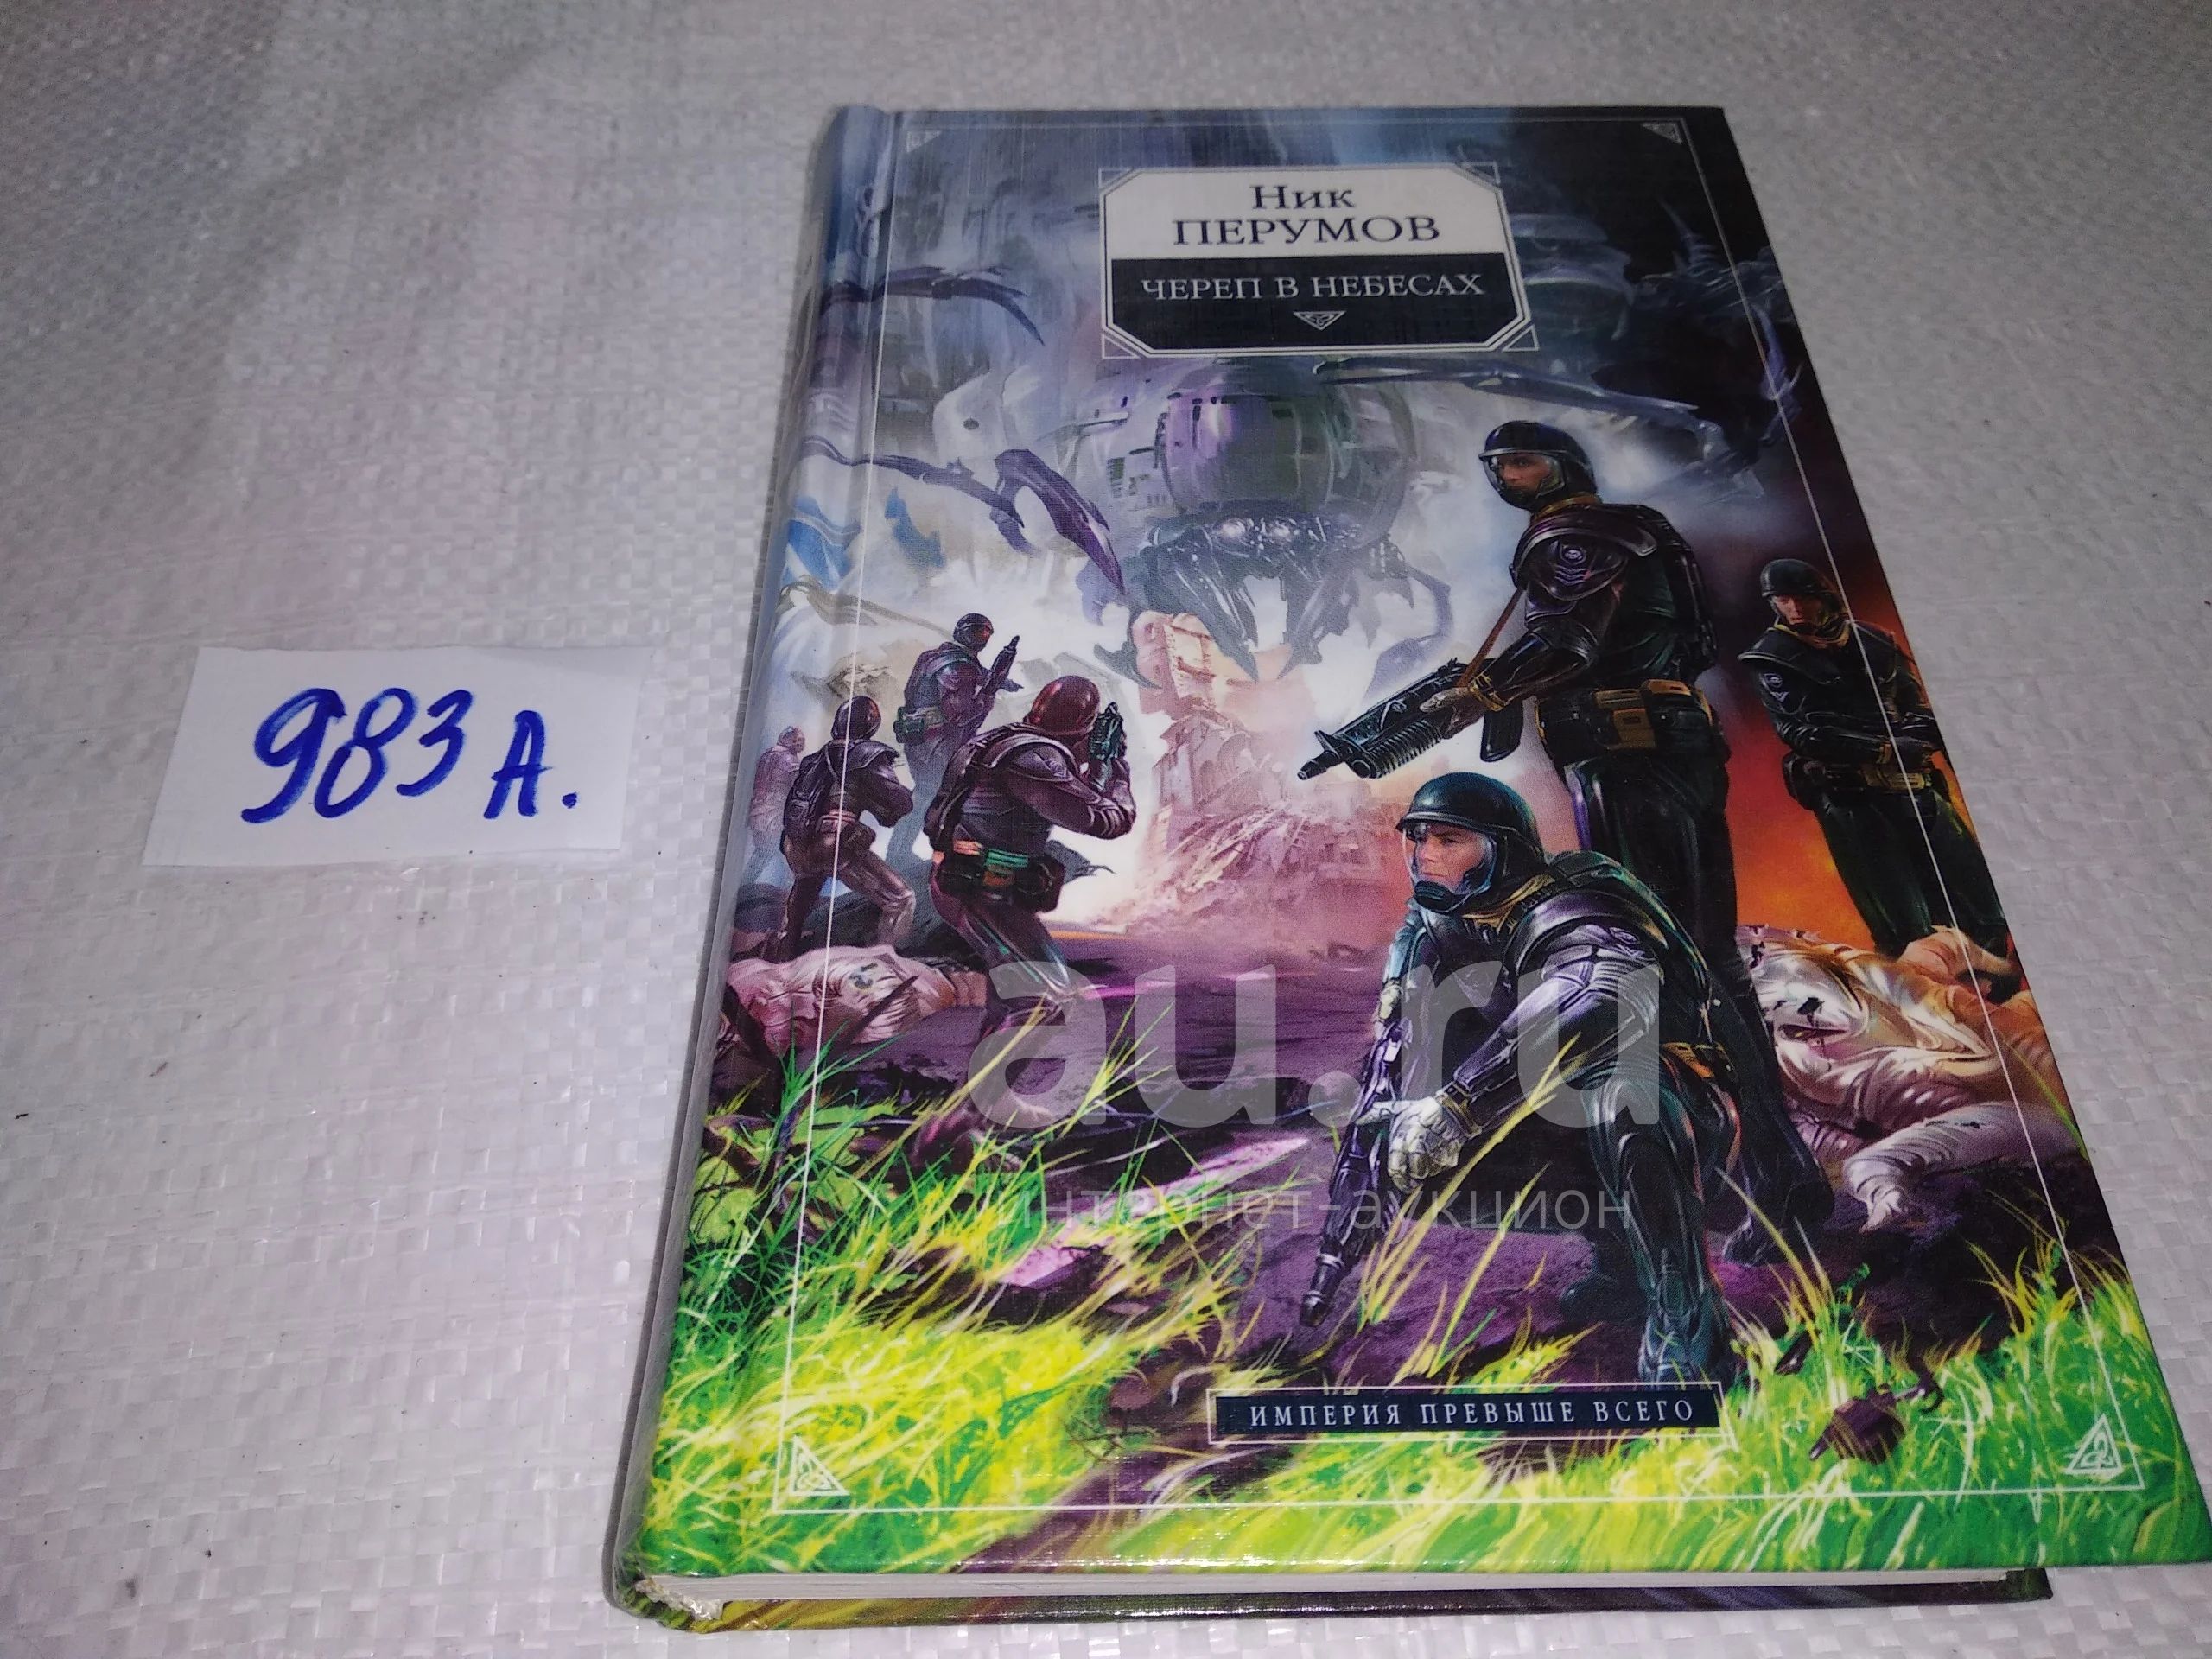 Ник
ПЕРУМОВ
ЧЕРЕП В НЕБЕСАХ
983 А.
au.ru
интернет-аукцион
ИМПЕРИЯ ПРЕВЫШЕ ВСЕГО